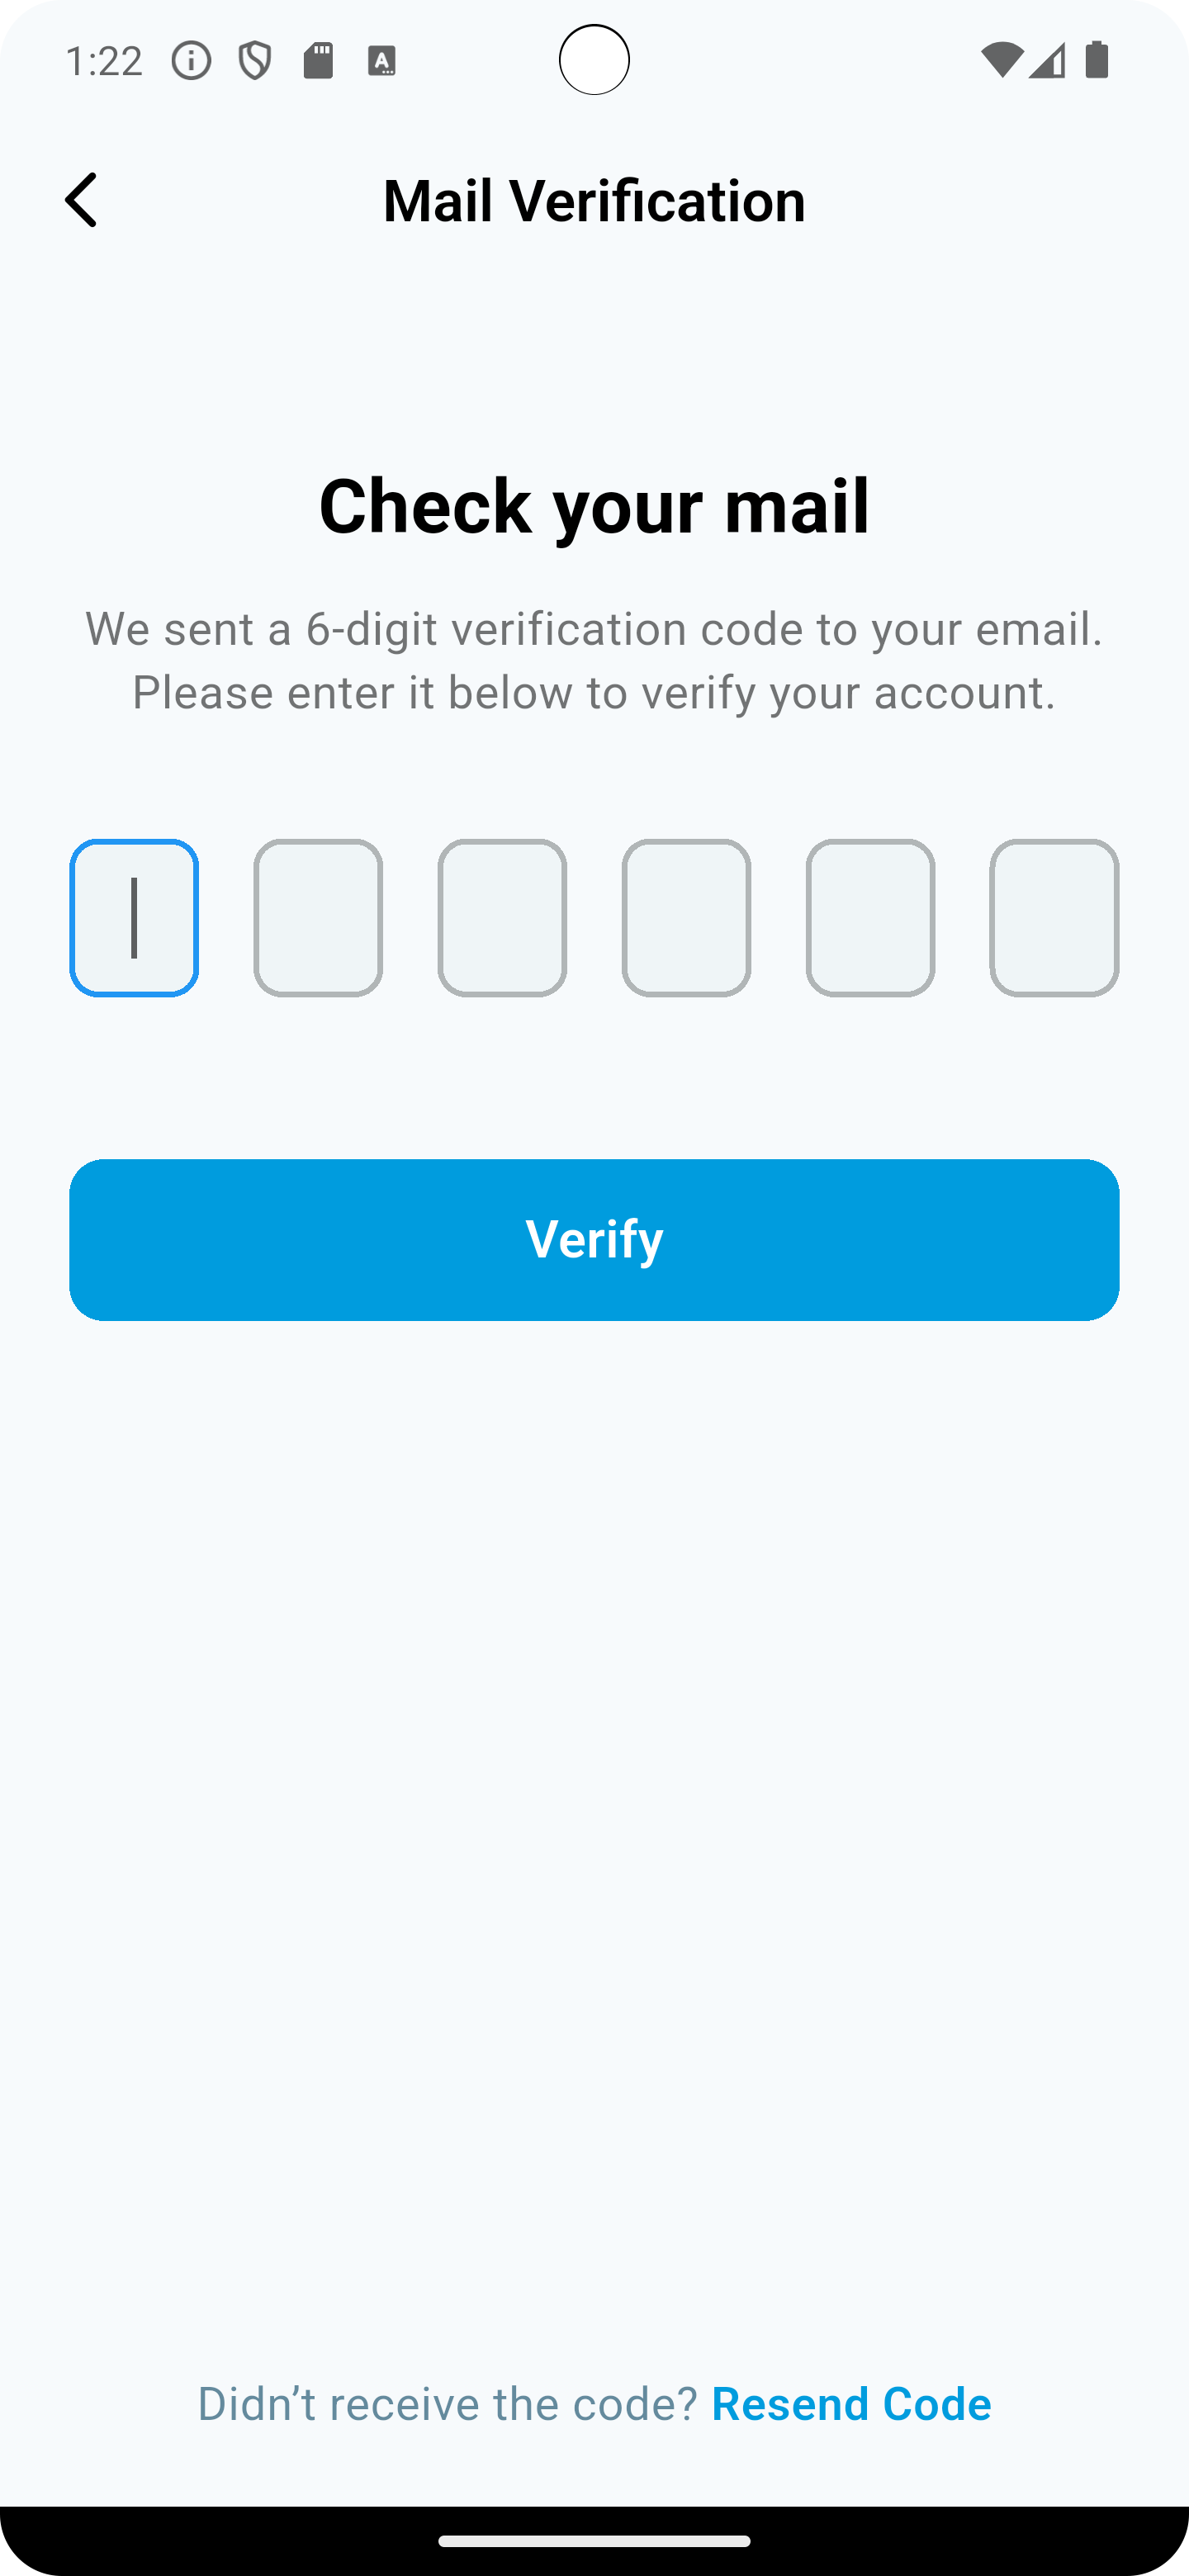 1:22
Mail Verification
Check your mail
We sent a 6-digit verification code to your email.
Please enter it below to verify your account.
Verify
Didn’t receive the code? Resend Code